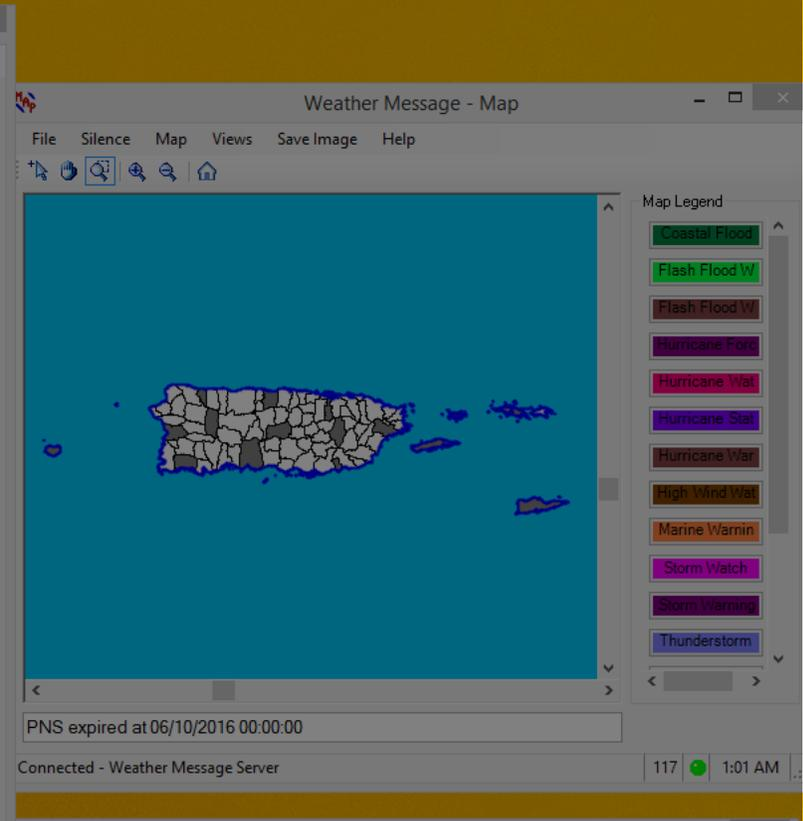 MAP
Weather Message - Map
File Silence Map Views Save Image Help
Map Legend
Coastal Flood
Flash Flood W
Flash Flood W
Hurricane Forc
Hurricane Wat
Hurricane Stat
Hurricane War
High Wind Wat
Marine Warnin
Storm Watch
Storm Warning
Thunderstorm
PNS expired at 06/10/2016 00:00:00
Connected - Weather Message Server 117 1:01 AM